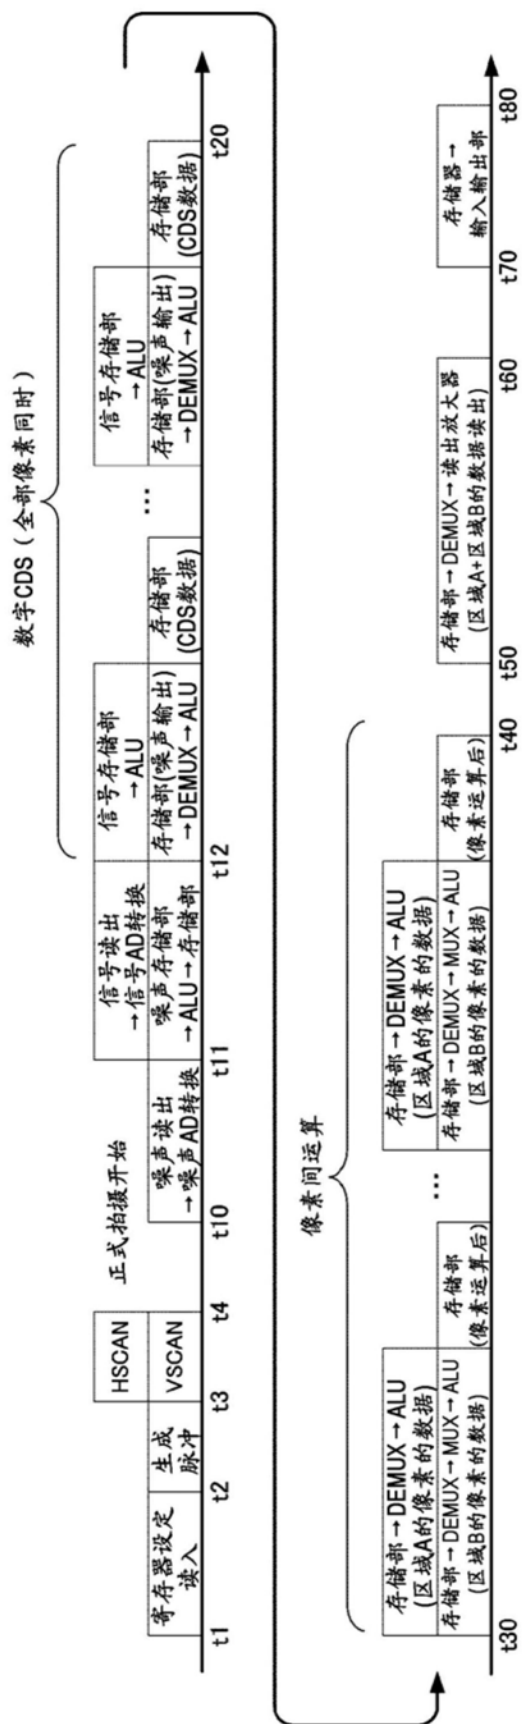 数字CDS（全部像素同时）
正式拍摄开始
HSCAN
信号读出
→信号AD转换
信号存储部
→ALU
...
信号存储部
→ALU
寄存器设定
读入
生成
脉冲
VSCAN
噪声读出
→噪声AD转换
噪声存储部
→ALU→存储部
存储部(噪声输出)
→DEMUX→ALU
存储部
(CDS数据)
存储部(噪声输出)
→DEMUX→ALU
存储部
(CDS数据)
t1
t2
t3
t4
t10
t11
t12
t20
像素间运算
存储部→DEMUX→ALU
(区域A的像素的数据)
...
存储部→DEMUX→ALU
(区域A的像素的数据)
存储部→DEMUX→MUX→ALU
(区域B的像素的数据)
存储部
(像素运算后)
存储部→DEMUX→MUX→ALU
(区域B的像素的数据)
存储部
(像素运算后)
存储部→DEMUX→读出放大器
(区域A+区域B的数据读出)
存储器→
输入输出部
t30
t40
t50
t60
t70
t80